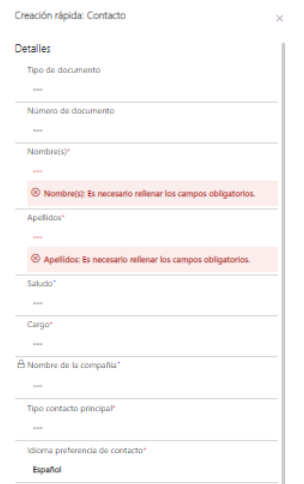 Creación rápida: Contacto
Detalles
Tipo de documento
---
Número de documento
---
Nombre(s)*
---
Nombre(s): Es necesario rellenar los campos obligatorios.
Apellidos*
---
Apellidos: Es necesario rellenar los campos obligatorios.
Saludo*
---
Cargo*
---
Nombre de la compañía*
---
Tipo contacto principal*
---
Idioma preferencia de contacto*
Español